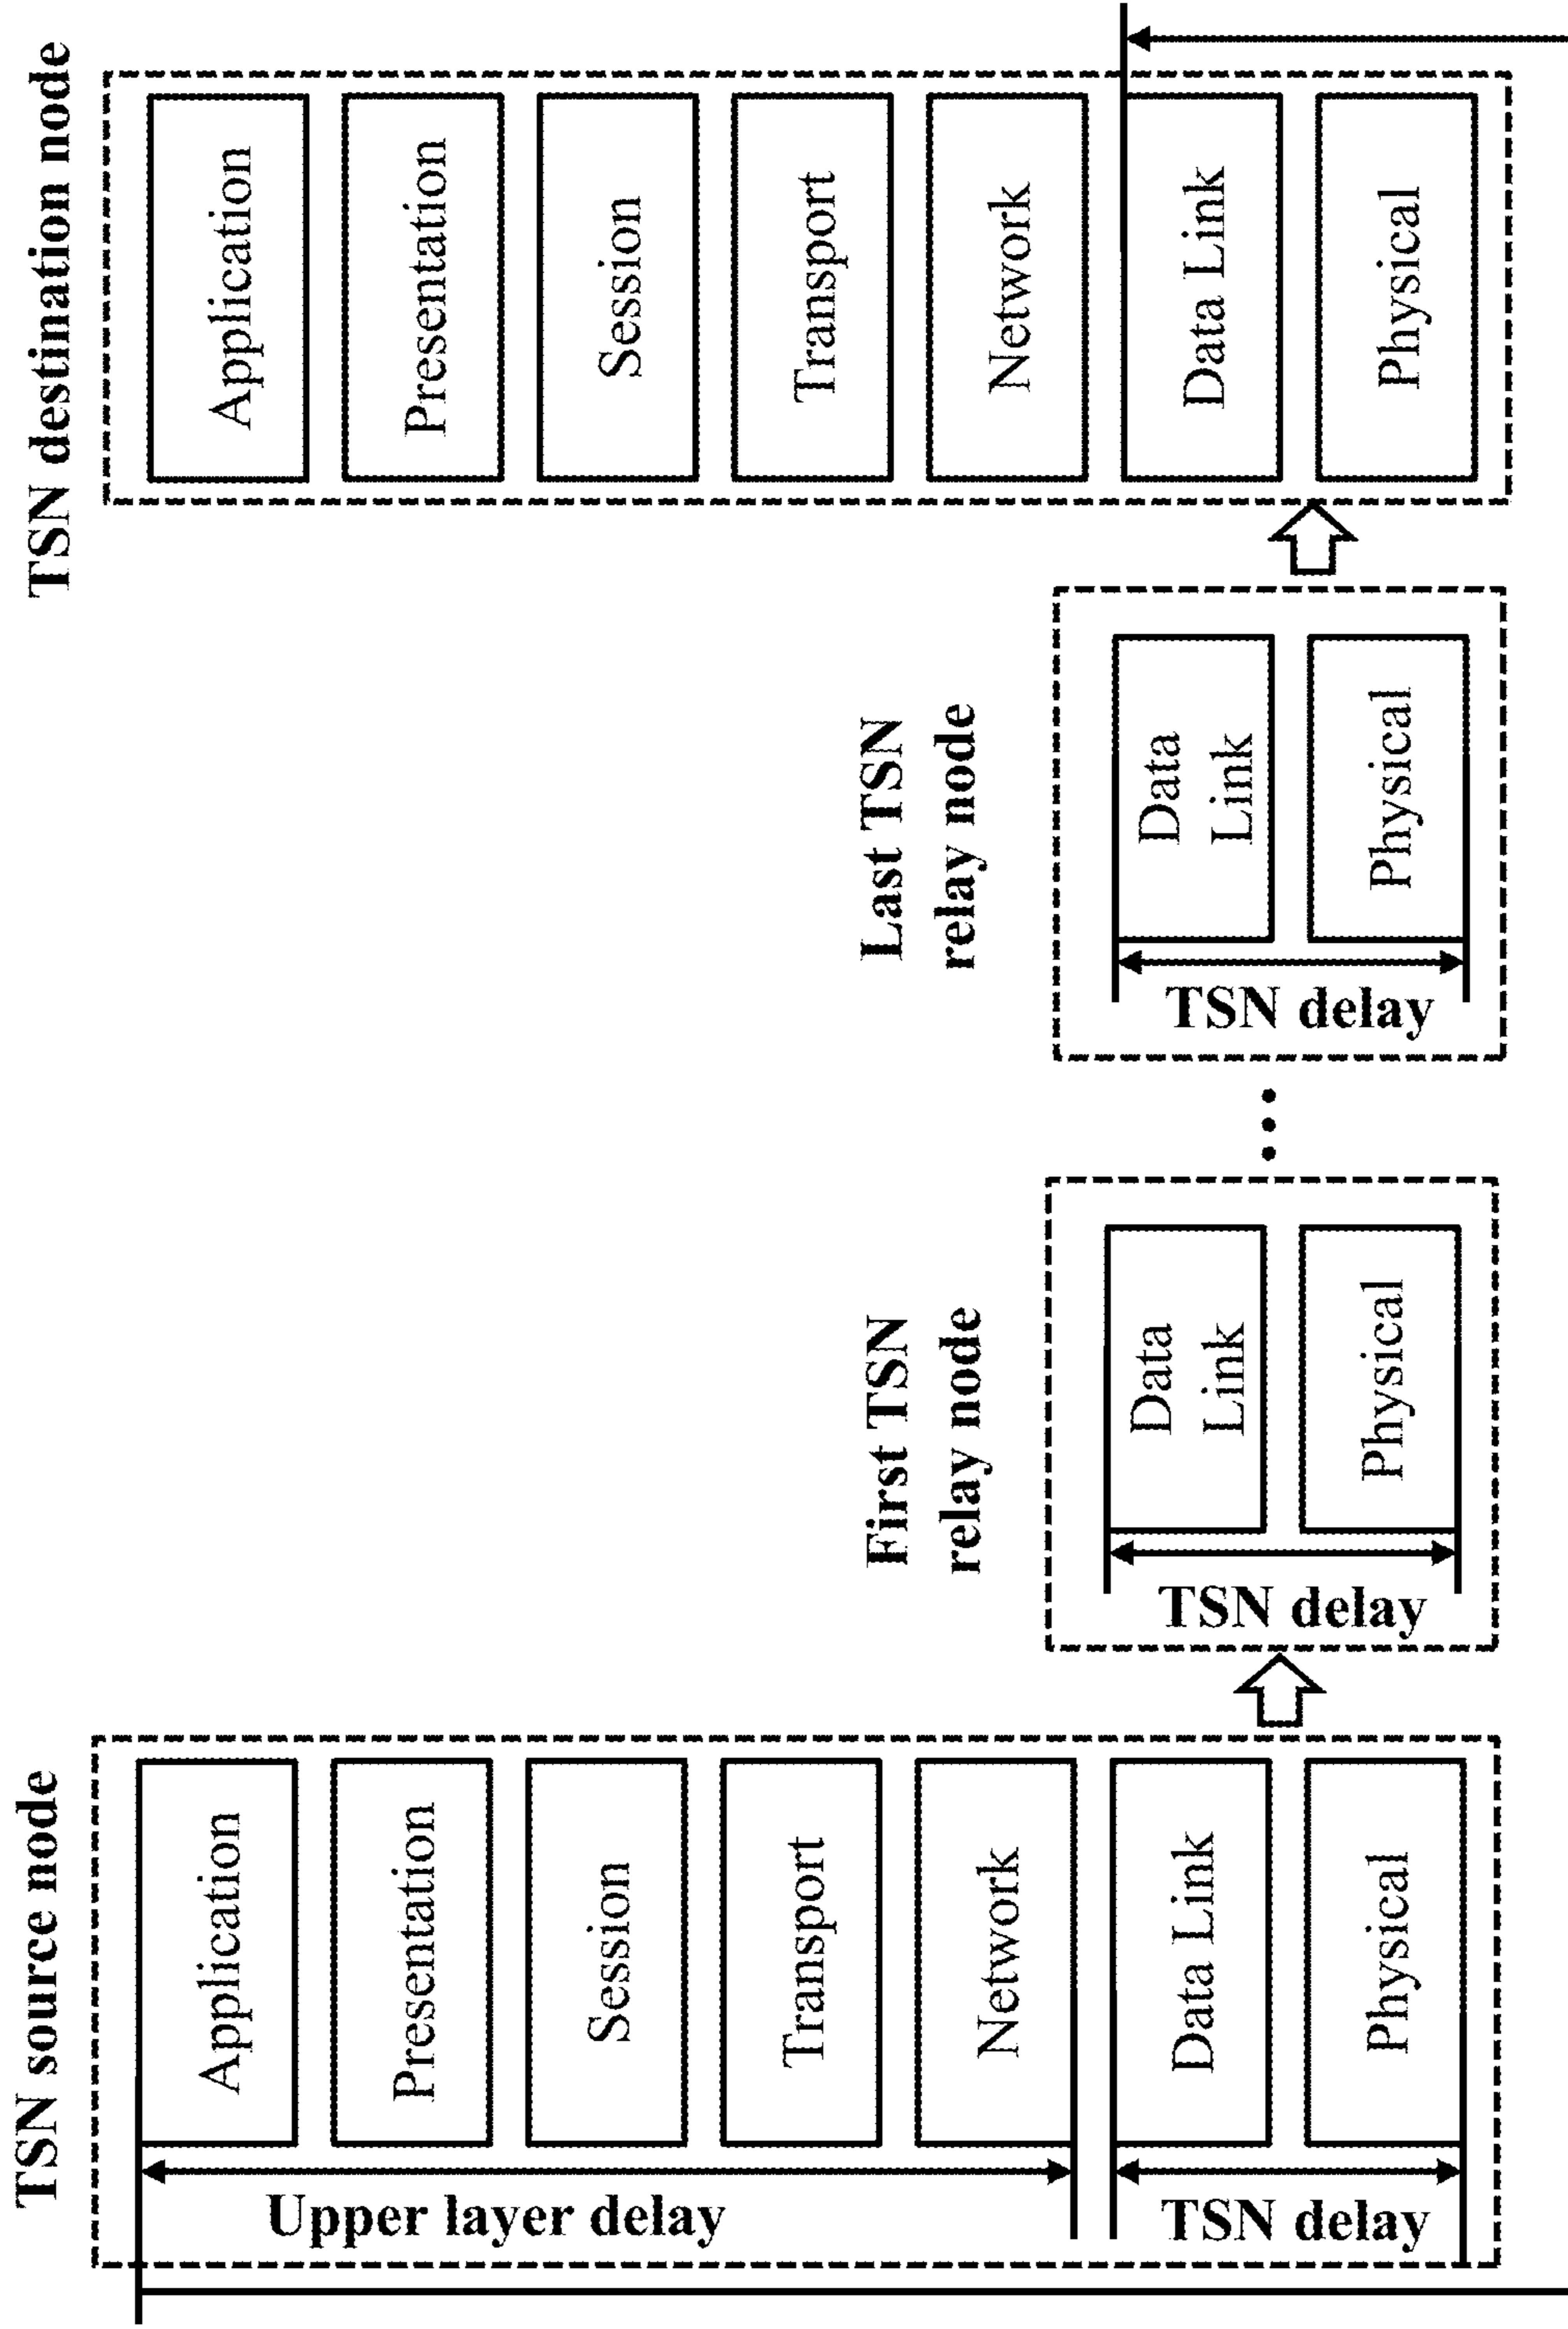 TSN source node
Application
Presentation
Session
Transport
Network
Data Link
Physical
Upper layer delay
TSN delay
First TSN
relay node
Data
Link
Physical
TSN delay
Last TSN
relay node
Data
Link
Physical
TSN delay
TSN destination node
Application
Presentation
Session
Transport
Network
Data Link
Physical